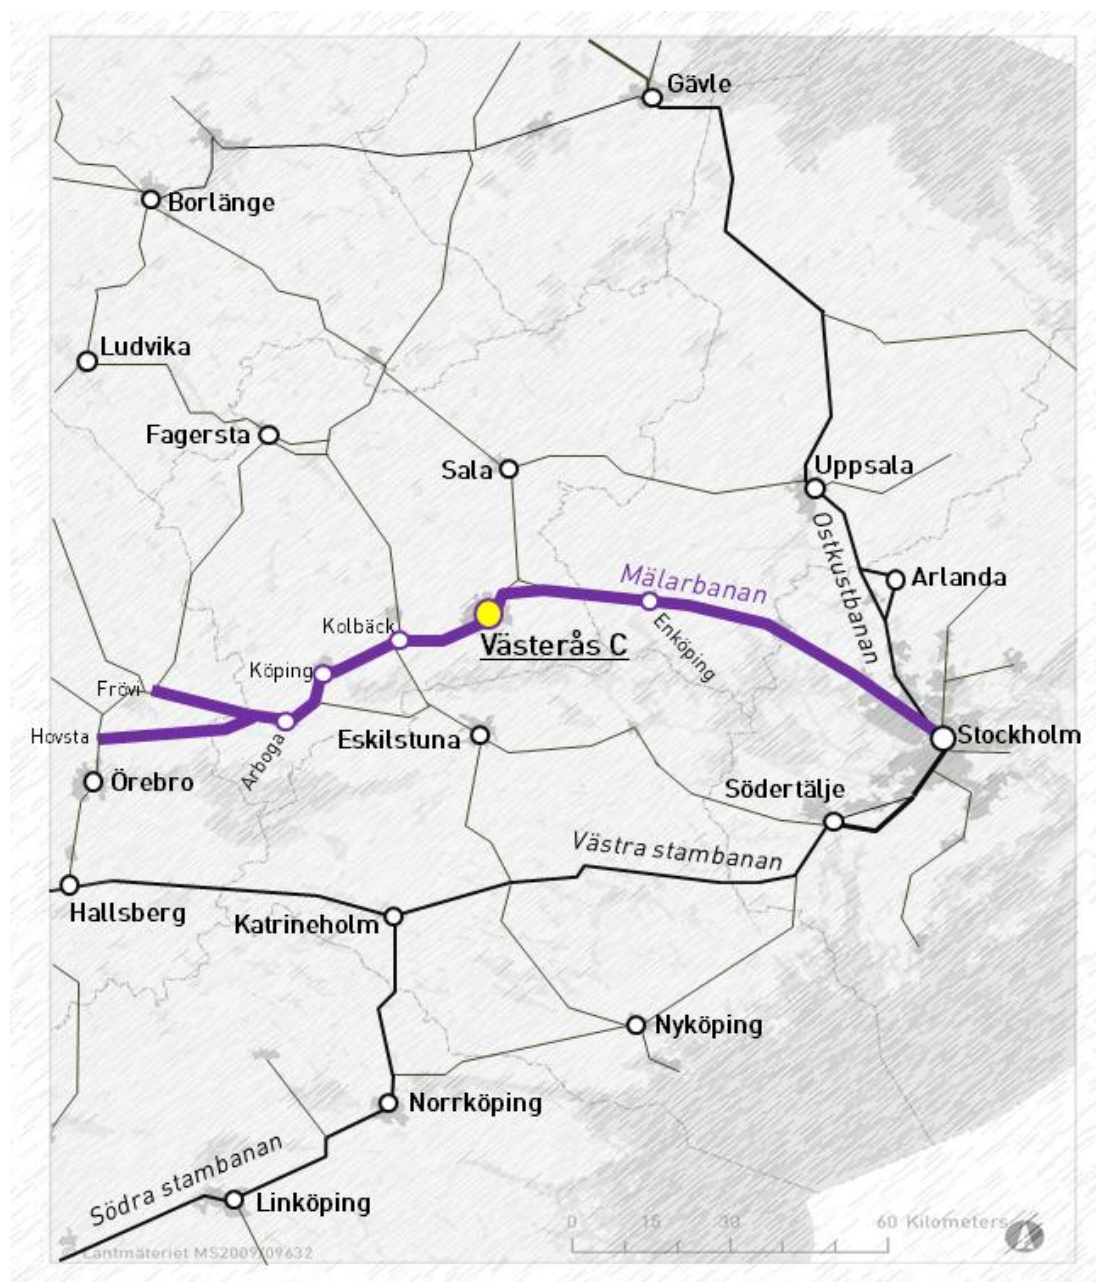 Gävle
Borlänge
Ludvika
Fagersta
Sala
Uppsala
Ostkustbanan
Arlanda
Mälarbanan
Enköping
Kolbäck
Västerås C
Köping
Frövi
Hovsta
Arboga
Eskilstuna
Stockholm
Örebro
Södertälje
Västra stambanan
Hallsberg
Katrineholm
Nyköping
Norrköping
Södra stambanan
Linköping
0 15 30 60 Kilometers
© Lantmäteriet MS2009/09632